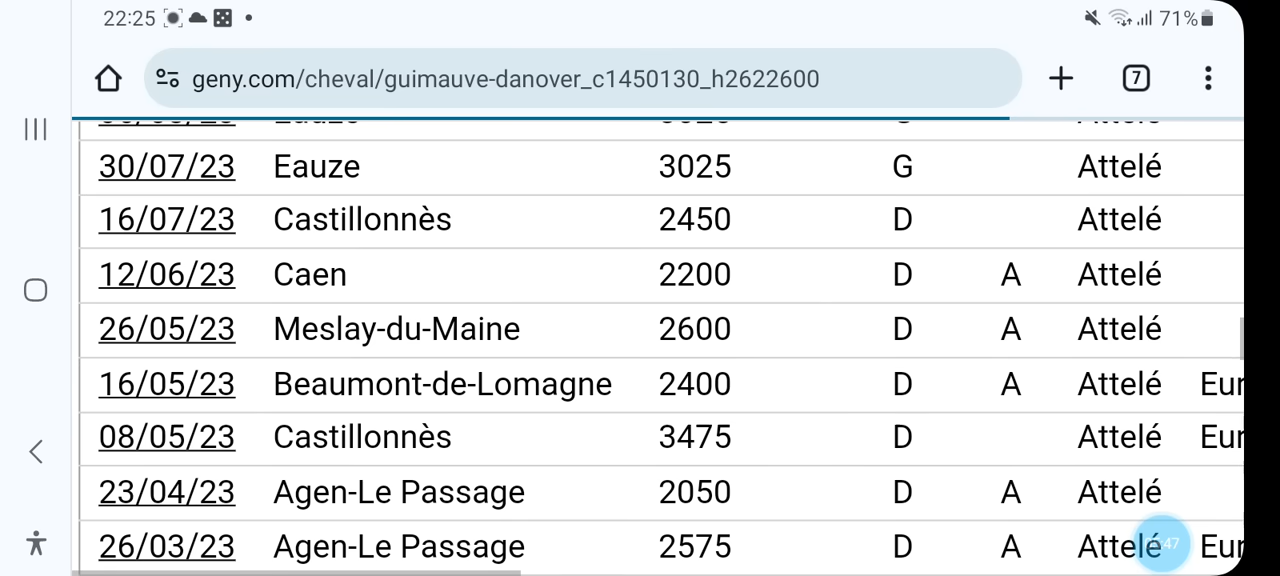 22:25 71%
geny.com/cheval/guimauve-danover_c1450130_h2622600 7
30/07/23 Eauze 3025 G Attelé
16/07/23 Castillonnès 2450 D Attelé
12/06/23 Caen 2200 D A Attelé
26/05/23 Meslay-du-Maine 2600 D A Attelé
16/05/23 Beaumont-de-Lomagne 2400 D A Attelé Eur
08/05/23 Castillonnès 3475 D Attelé Eur
23/04/23 Agen-Le Passage 2050 D A Attelé
26/03/23 Agen-Le Passage 2575 D A Attelé Eur